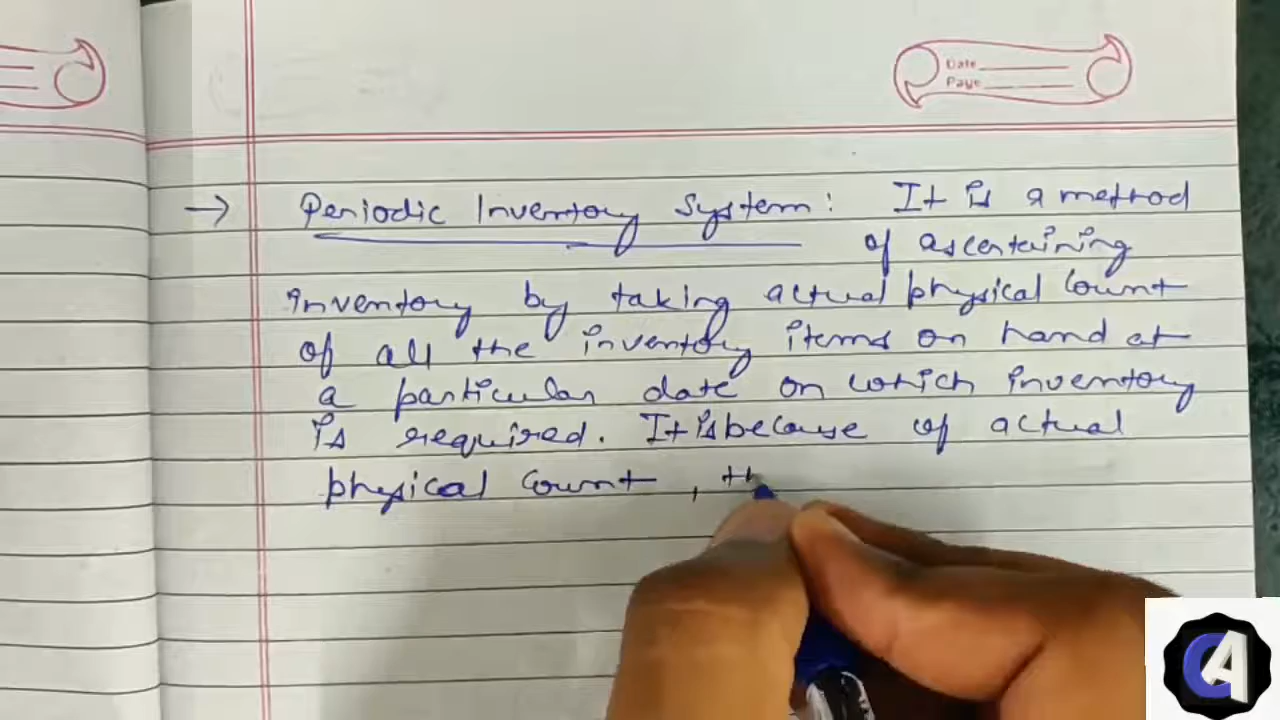 Date
Page
→ Periodic Inventory System: It is a method
of ascertaining
inventory by taking actual physical count
of all the inventory items on hand at
a particular date on which inventory
is required. It is because of actual
physical count, th
CA